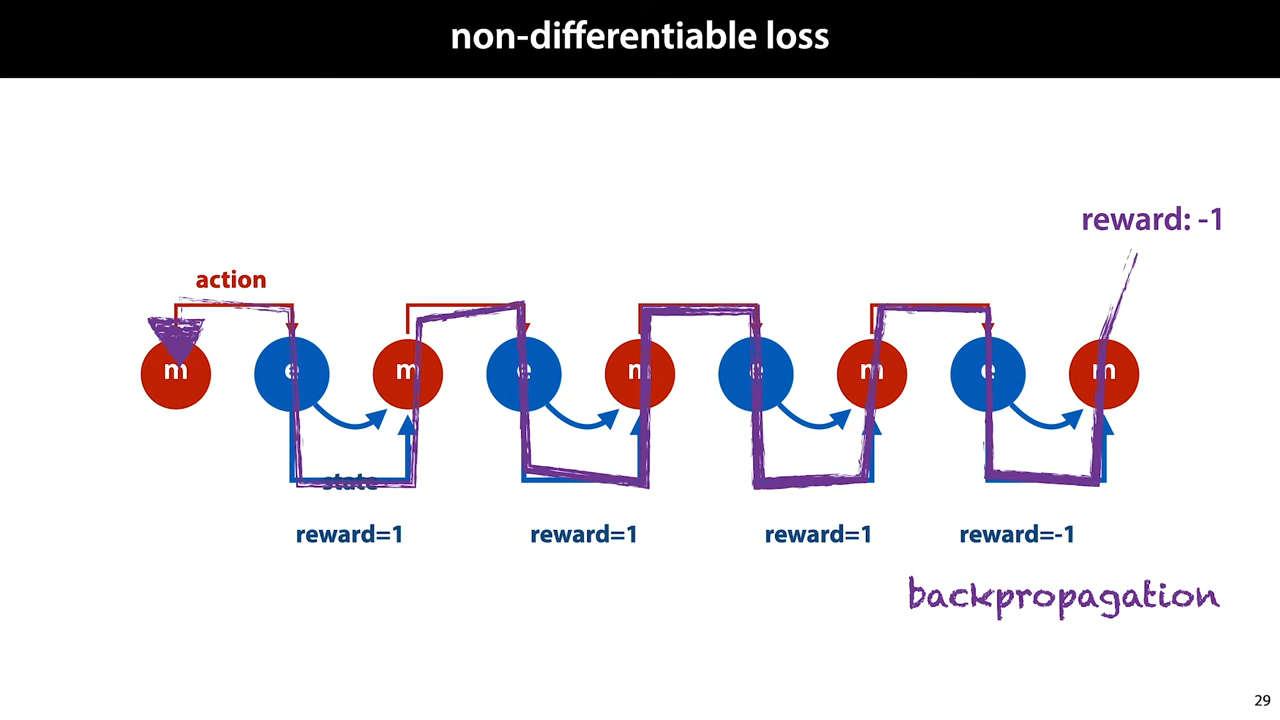 non-differentiable loss
reward: -1
action
m e m e m e m e m
state
reward=1 reward=1 reward=1 reward=-1
backpropagation
29